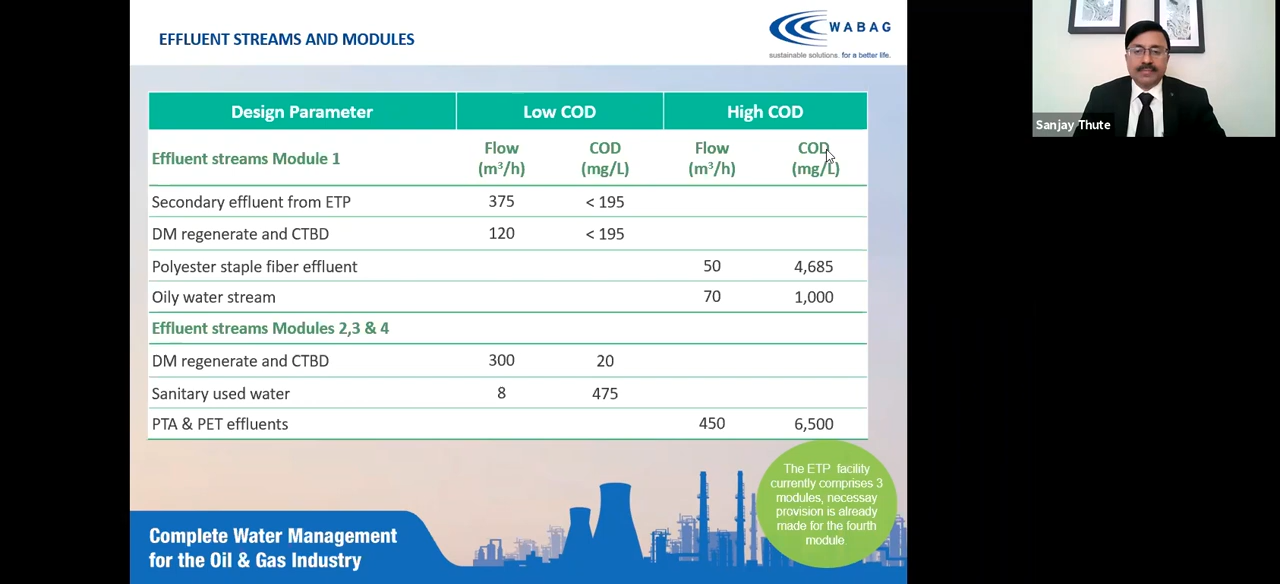 EFFLUENT STREAMS AND MODULES
WABAG
sustainable solutions. for a better life.
Sanjay Thute
Design Parameter Low COD High COD
Effluent streams Module 1 Flow (m³/h) COD (mg/L) Flow (m³/h) COD (mg/L)
Secondary effluent from ETP 375 < 195
DM regenerate and CTBD 120 < 195
Polyester staple fiber effluent 50 4,685
Oily water stream 70 1,000
Effluent streams Modules 2,3 & 4
DM regenerate and CTBD 300 20
Sanitary used water 8 475
PTA & PET effluents 450 6,500
The ETP facility
currently comprises 3
modules, necessay
provision is already
made for the fourth
module
Complete Water Management
for the Oil & Gas Industry